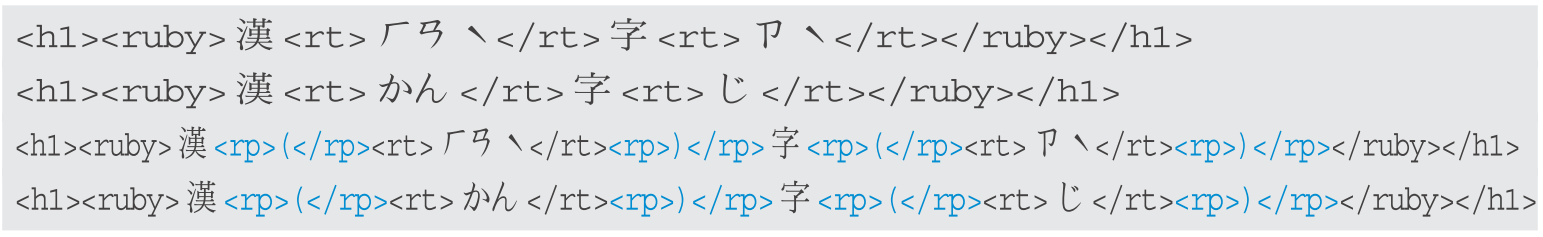 <h1><ruby>漢<rt>ㄏㄢˋ</rt>字<rt>ㄗˋ</rt></ruby></h1>
<h1><ruby>漢<rt>かん</rt>字<rt>じ</rt></ruby></h1>
<h1><ruby>漢<rp>(</rp><rt>ㄏㄢˋ</rt><rp>)</rp>字<rp>(</rp><rt>ㄗˋ</rt><rp>)</rp></ruby></h1>
<h1><ruby>漢<rp>(</rp><rt>かん</rt><rp>)</rp>字<rp>(</rp><rt>じ</rt><rp>)</rp></ruby></h1>